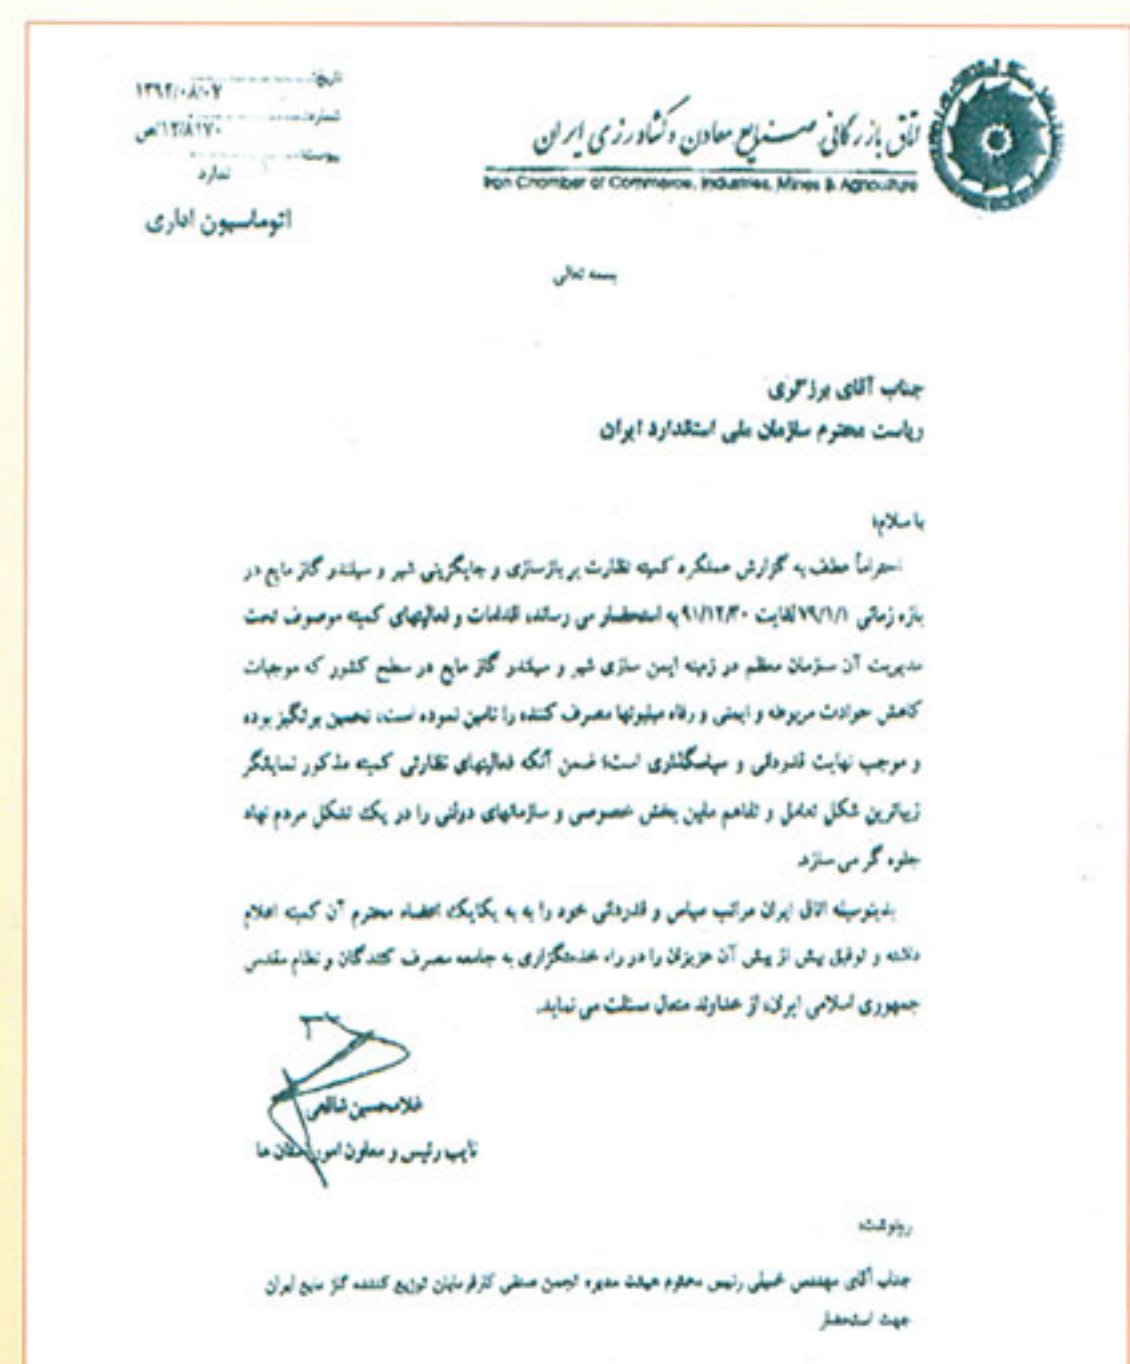 تاریخ: ۱۳۹۲/۰۸/۰۷
شماره: ۱۲/۸۱۷۰/ص
پیوست: ندارد
اتوماسیون اداری
اتاق بازرگانی، صنایع معادن و کشاورزی ایران
Iran Chamber of Commerce, Industries, Mines & Agriculture
بسمه تعالی
جناب آقای برزگری
ریاست محترم سازمان ملی استاندارد ایران
با سلام؛
احتراماً عطف به گزارش عملکرد کمیته نظارت بر بازسازی و جایگزینی شیر و سیلندر گاز مایع در
بازه زمانی ۷۹/۱/۱ لغایت ۹۱/۱۲/۳۰ به استحضار می رساند، اقدامات و فعالیتهای کمیته موصوف تحت
مدیریت آن سازمان معظم در زمینه ایمن سازی شیر و سیلندر گاز مایع در سطح کشور که موجبات
کاهش حوادث مربوطه و ایمنی و رفاه میلیونها مصرف کننده را تامین نموده است، تحسین برانگیز بوده
و موجب نهایت قدردانی و سپاسگذاری است؛ ضمن آنکه فعالیتهای نظارتی کمیته مذکور نمایانگر
زیباترین شکل تعامل و تفاهم مابین بخش خصوصی و سازمانهای دولتی را در یک تشکل مردم نهاد
جلوه گر می سازد.
بدینوسیله اتاق ایران مراتب سپاس و قدردانی خود را به به یکایک اعضاء محترم آن کمیته اعلام
داشته و توفیق بیش از پیش آن عزیزان را در راه خدمتگزاری به جامعه مصرف کنندگان و نظام مقدس
جمهوری اسلامی ایران، از خداوند متعال مسئلت می نماید.
غلامحسین شافعی
نایب رئیس و معاون امور استان ها
رونوشت:
جناب آقای مهندس رئیس محترم هیئت مدیره انجمن صنفی کارفرمایان توزیع کننده گاز مایع ایران
جهت استحضار